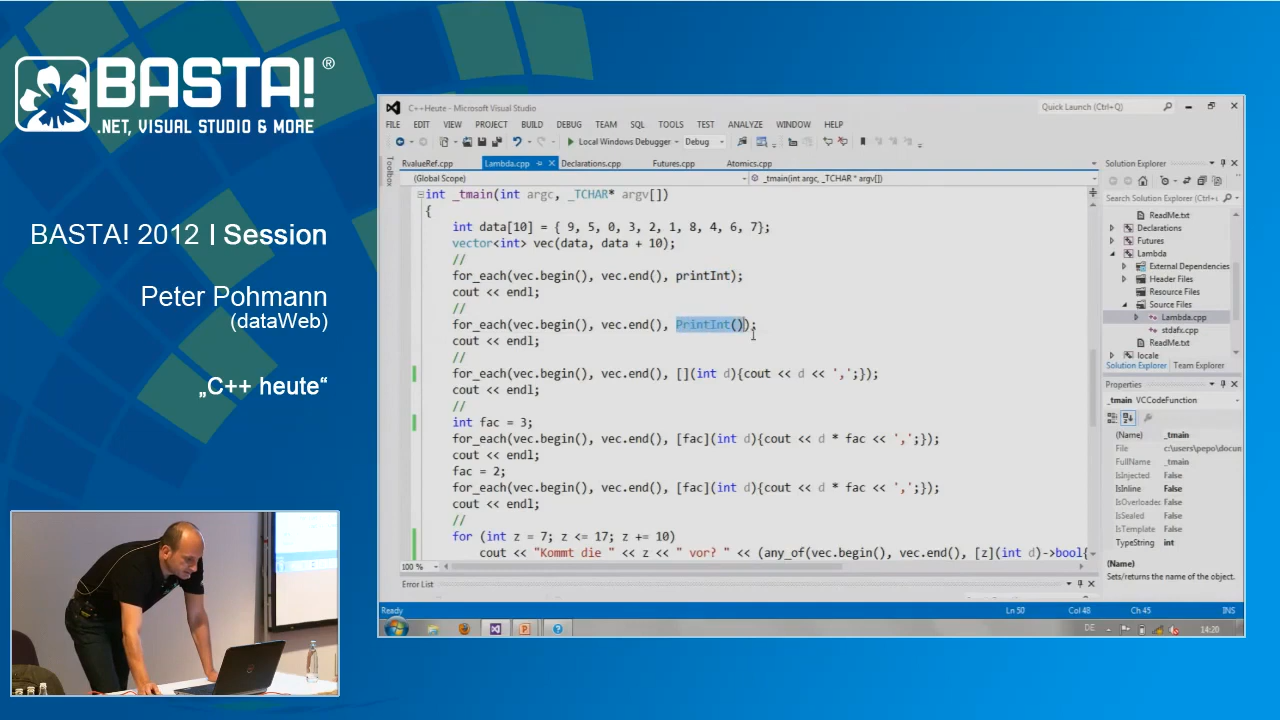 BASTA!®
.NET, VISUAL STUDIO & MORE
BASTA! 2012 | Session
Peter Pohmann
(dataWeb)
„C++ heute“
C++Heute - Microsoft Visual Studio
Quick Launch (Ctrl+Q)
FILE EDIT VIEW PROJECT BUILD DEBUG TEAM SQL TOOLS TEST ANALYZE WINDOW HELP
Local Windows Debugger Debug
Toolbox
RvalueRef.cpp Lambda.cpp Declarations.cpp Futures.cpp Atomics.cpp
(Global Scope) _tmain(int argc, _TCHAR * argv[])
int _tmain(int argc, _TCHAR* argv[])
{
int data[10] = { 9, 5, 0, 3, 2, 1, 8, 4, 6, 7};
vector<int> vec(data, data + 10);
//
for_each(vec.begin(), vec.end(), printInt);
cout << endl;
//
for_each(vec.begin(), vec.end(), PrintInt());
cout << endl;
//
for_each(vec.begin(), vec.end(), [](int d){cout << d << ',';});
cout << endl;
//
int fac = 3;
for_each(vec.begin(), vec.end(), [fac](int d){cout << d * fac << ',';});
cout << endl;
fac = 2;
for_each(vec.begin(), vec.end(), [fac](int d){cout << d * fac << ',';});
cout << endl;
//
for (int z = 7; z <= 17; z += 10)
cout << "Kommt die " << z << " vor? " << (any_of(vec.begin(), vec.end(), [z](int d)->bool{
100 %
Error List
Solution Explorer
Search Solution Explorer (Ctrl+
ReadMe.txt
Declarations
Futures
Lambda
External Dependencies
Header Files
Resource Files
Source Files
Lambda.cpp
stdafx.cpp
ReadMe.txt
locale
Solution Explorer Team Explorer
Properties
_tmain VCCodeFunction
(Name) _tmain
File c:\users\pepo\docun
FullName _tmain
IsInjected False
IsInline False
IsOverloaded False
IsSealed False
IsTemplate False
TypeString int
(Name)
Sets/returns the name of the object.
Ready Ln 50 Col 48 Ch 45 INS
DE 14:20